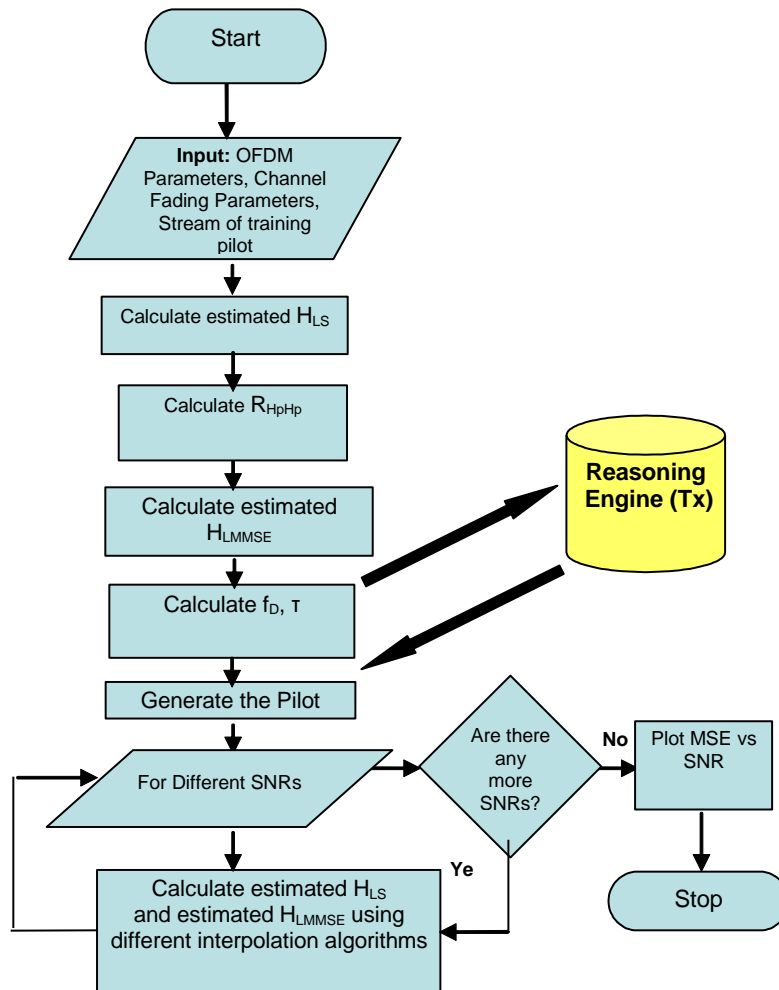 Start
Input: OFDM
Parameters, Channel
Fading Parameters,
Stream of training
pilot
Calculate estimated HLS
Calculate RHpHp
Calculate estimated
HLMMSE
Reasoning
Engine (Tx)
Calculate fD, τ
Generate the Pilot
For Different SNRs
Are there
any
more
SNRs?
No
Plot MSE vs
SNR
Ye
Calculate estimated HLS
and estimated HLMMSE using
different interpolation algorithms
Stop